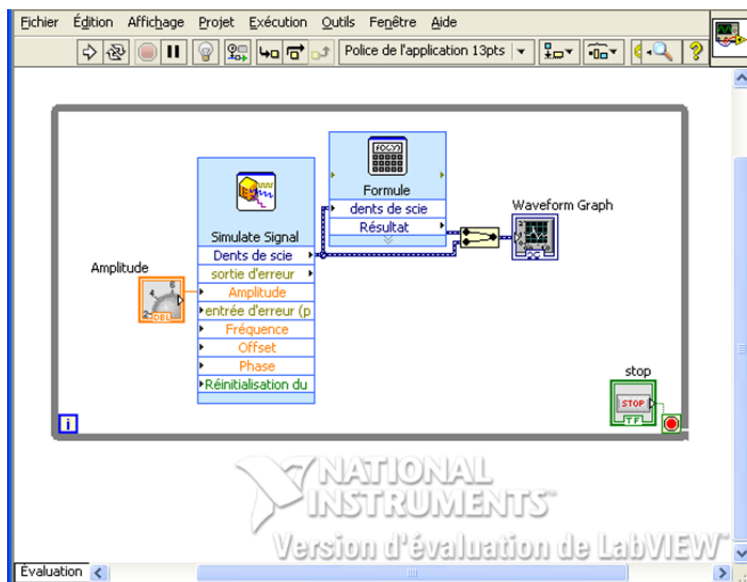 Fichier Édition Affichage Projet Exécution Outils Fenêtre Aide
Police de l'application 13pts
Simulate Signal
Dents de scie
sortie d'erreur
Amplitude
entrée d'erreur (p
Fréquence
Offset
Phase
Réinitialisation du
Formule
dents de scie
Résultat
Waveform Graph
Amplitude
DBL
stop
STOP
TF
i
NATIONAL
INSTRUMENTS™
Version d'évaluation de LabVIEW™
Évaluation